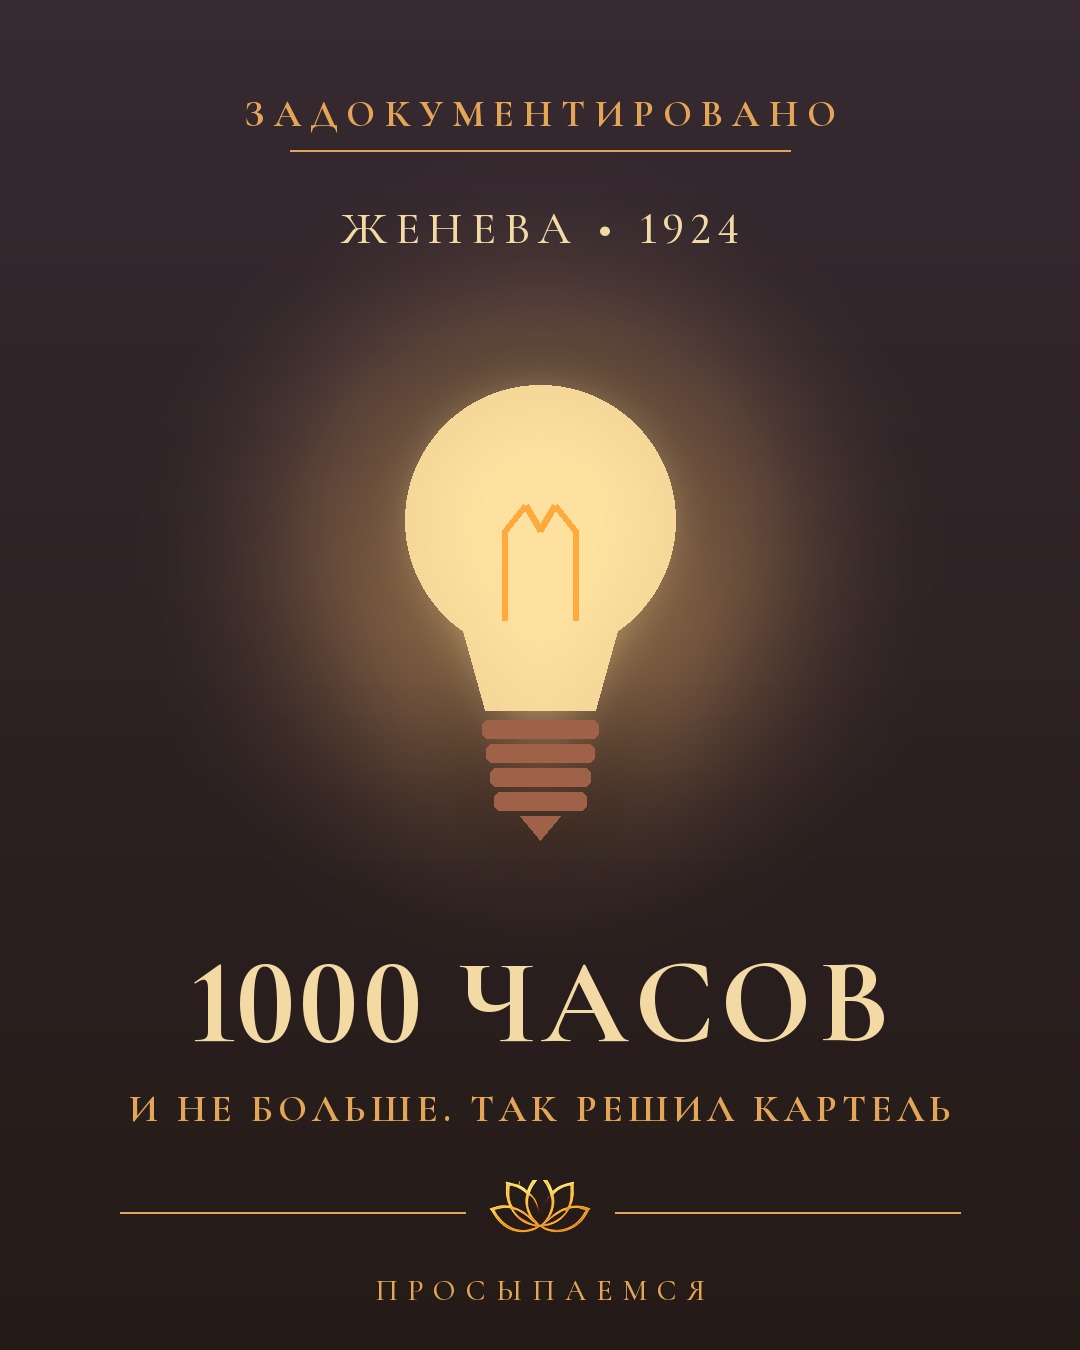 ЗАДОКУМЕНТИРОВАНО
ЖЕНЕВА • 1924
1000 ЧАСОВ
И НЕ БОЛЬШЕ. ТАК РЕШИЛ КАРТЕЛЬ
ПРОСЫПАЕМСЯ